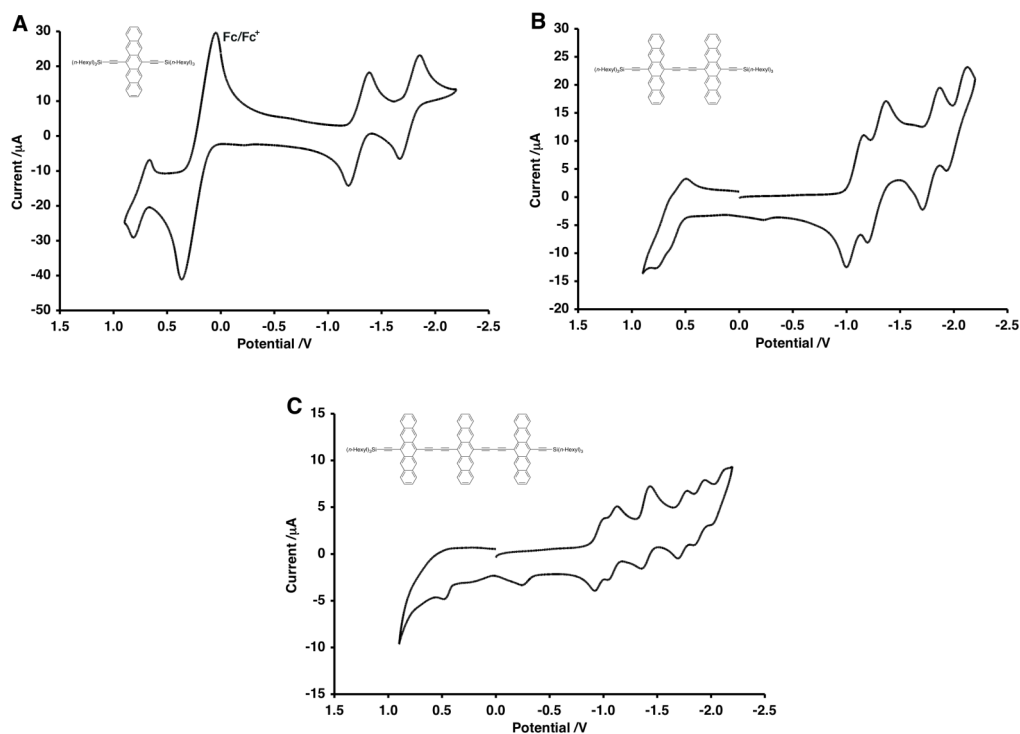 A
Fc/Fc+
(n-Hexyl)3Si
Si(n-Hexyl)3
30
20
10
0
-10
-20
-30
-40
-50
Current /µA
1.5 1.0 0.5 0.0 -0.5 -1.0 -1.5 -2.0 -2.5
Potential /V
B
(n-Hexyl)3Si
Si(n-Hexyl)3
30
25
20
15
10
5
0
-5
-10
-15
-20
Current /µA
1.5 1.0 0.5 0.0 -0.5 -1.0 -1.5 -2.0 -2.5
Potential /V
C
(n-Hexyl)3Si
Si(n-Hexyl)3
15
10
5
0
-5
-10
-15
Current /µA
1.5 1.0 0.5 0.0 -0.5 -1.0 -1.5 -2.0 -2.5
Potential /V